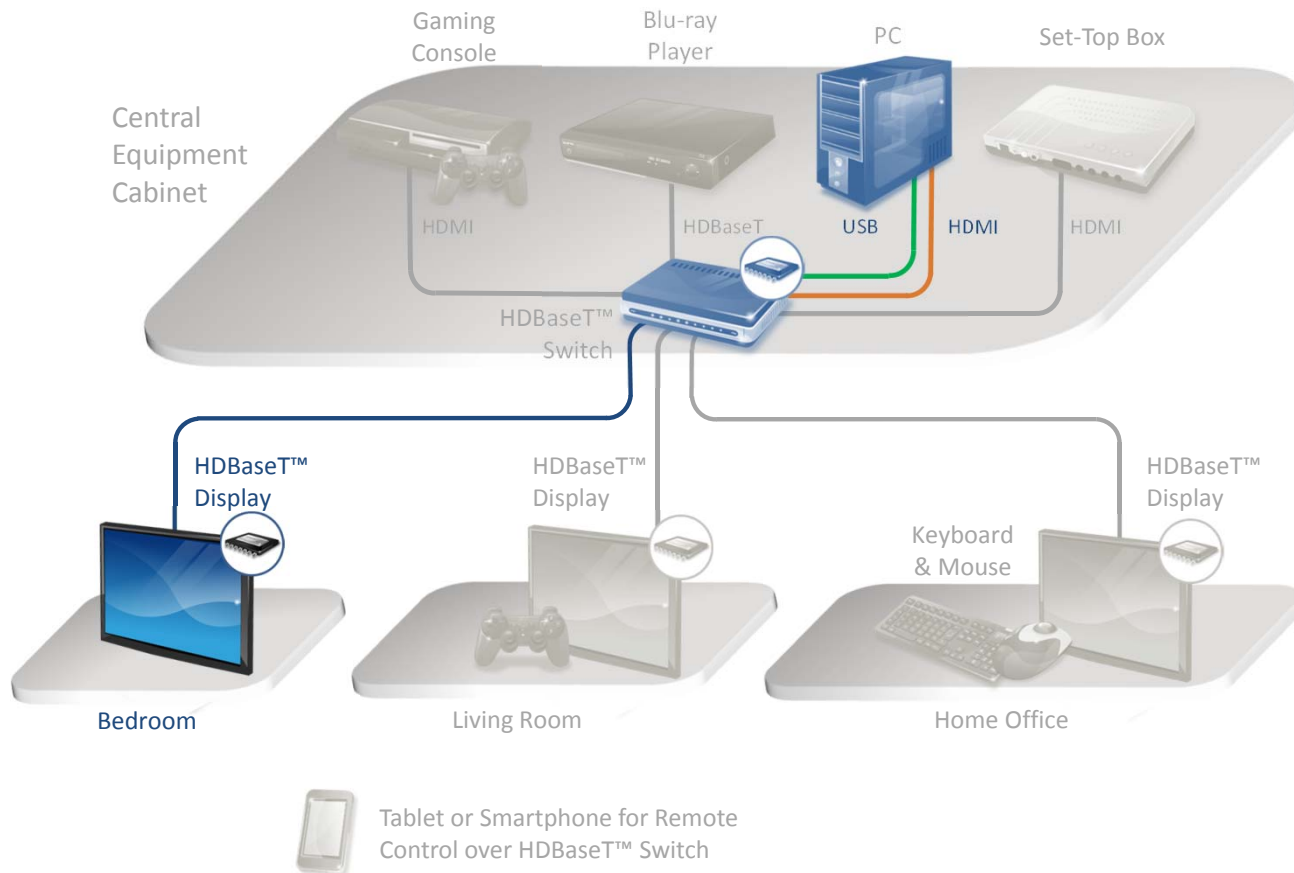 Gaming
Console
Blu-ray
Player
PC
Set-Top Box
Central
Equipment
Cabinet
HDMI
HDBaseT
USB
HDMI
HDMI
HDBaseT™
Switch
HDBaseT™
Display
HDBaseT™
Display
HDBaseT™
Display
Keyboard
& Mouse
Bedroom
Living Room
Home Office
Tablet or Smartphone for Remote
Control over HDBaseT™ Switch